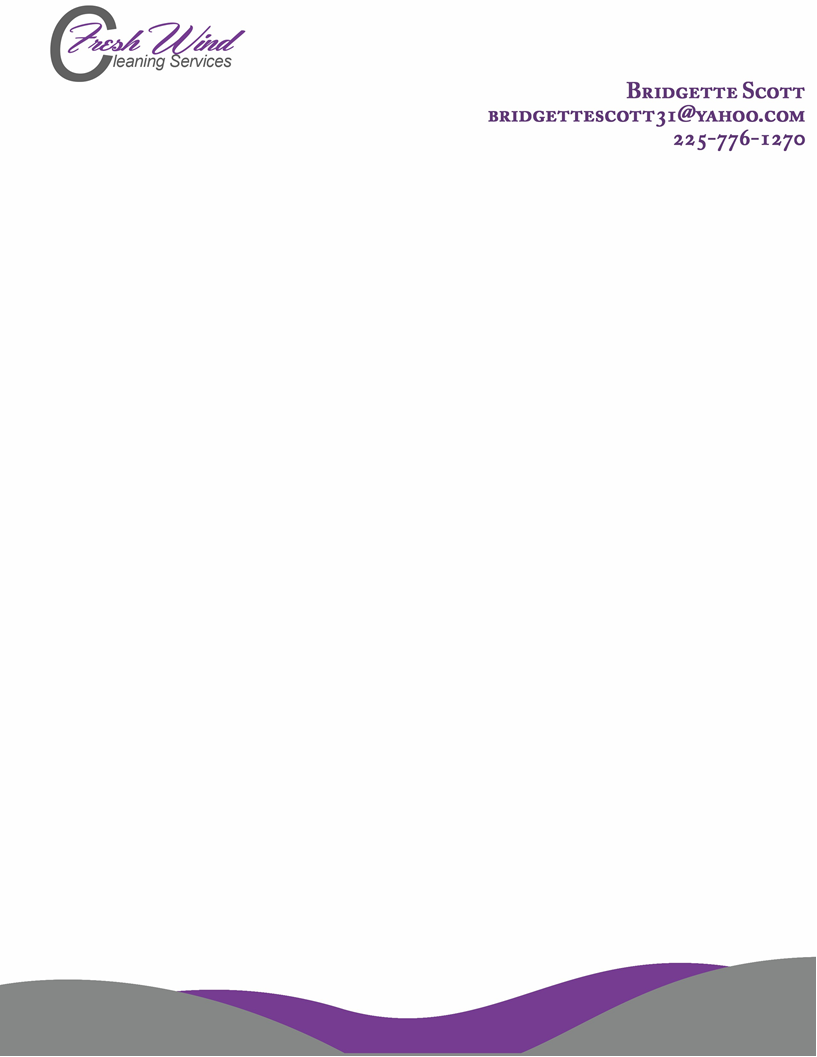 Fresh Wind
Cleaning Services
Bridgette Scott
bridgettescott31@yahoo.com
225-776-1270